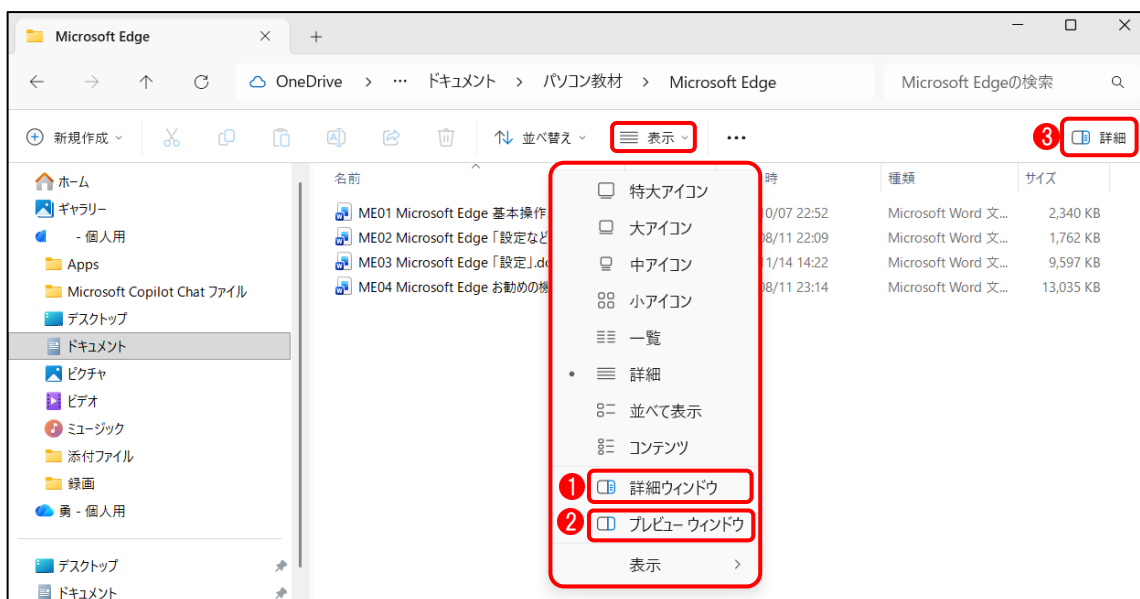 Microsoft Edge
OneDrive > … ドキュメント > パソコン教材 > Microsoft Edge
Microsoft Edgeの検索
新規作成
並べ替え
表示
3
詳細
ホーム
ギャラリー
- 個人用
Apps
Microsoft Copilot Chat ファイル
デスクトップ
ドキュメント
ピクチャ
ビデオ
ミュージック
添付ファイル
録画
勇 - 個人用
デスクトップ
ドキュメント
名前
時
種類
サイズ
ME01 Microsoft Edge 基本操作
10/07 22:52
Microsoft Word 文...
2,340 KB
ME02 Microsoft Edge 「設定など
08/11 22:09
Microsoft Word 文...
1,762 KB
ME03 Microsoft Edge 「設定」.do
11/14 14:22
Microsoft Word 文...
9,597 KB
ME04 Microsoft Edge お勧めの機
08/11 23:14
Microsoft Word 文...
13,035 KB
特大アイコン
大アイコン
中アイコン
小アイコン
一覧
詳細
並べて表示
コンテンツ
1
詳細ウィンドウ
2
プレビュー ウィンドウ
表示